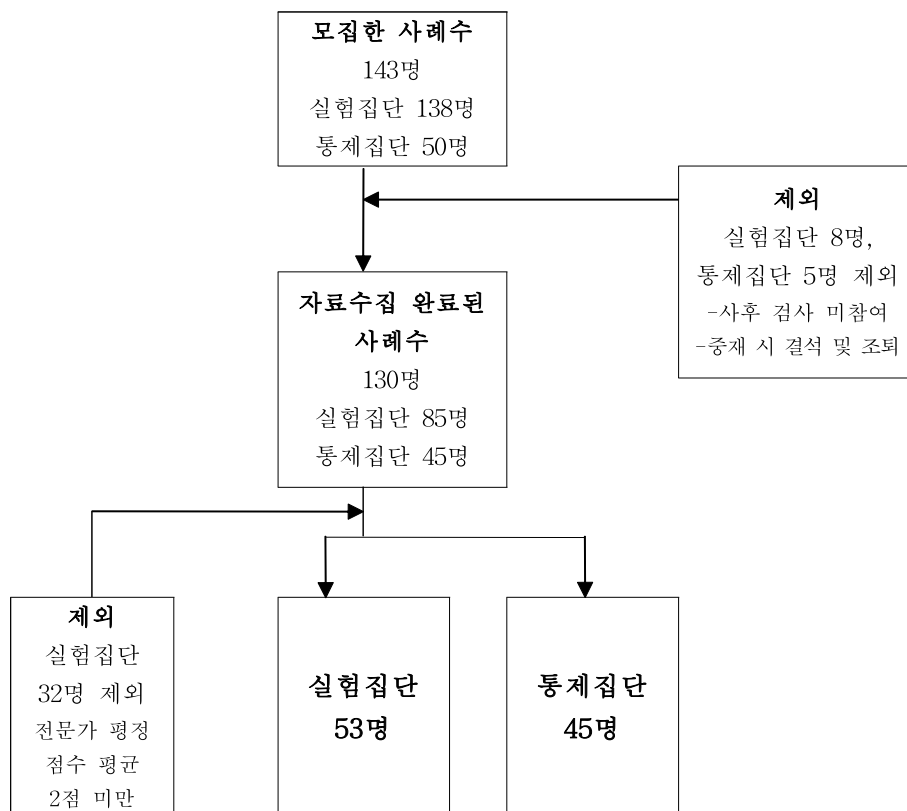 모집한 사례수
143명
실험집단 138명
통제집단 50명
제외
실험집단 8명,
통제집단 5명 제외
-사후 검사 미참여
-중재 시 결석 및 조퇴
자료수집 완료된
사례수
130명
실험집단 85명
통제집단 45명
제외
실험집단
32명 제외
전문가 평정
점수 평균
2점 미만
실험집단
53명
통제집단
45명